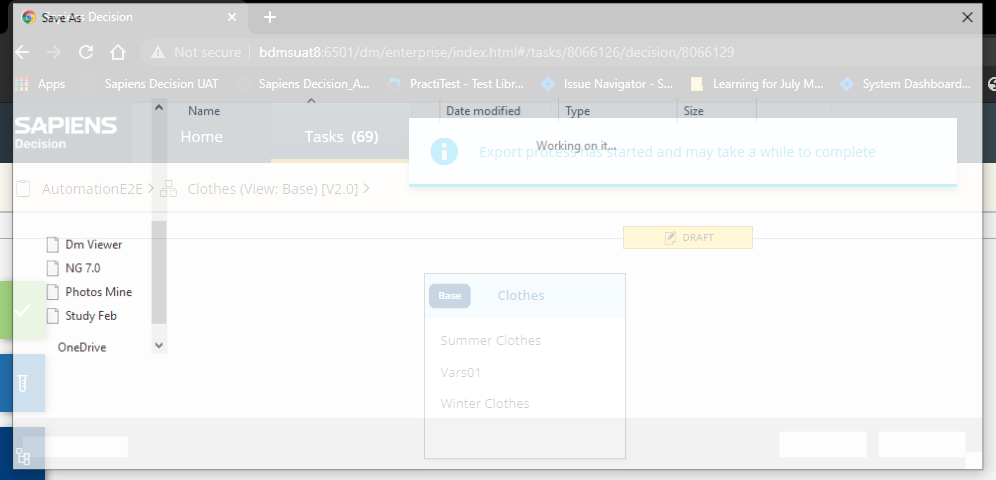 Save As
Sapiens Decision
Not secure bdmsuat8:6501/dm/enterprise/index.html#/tasks/8066126/decision/8066129
Apps Sapiens Decision UAT Sapiens Decision_A... PractiTest - Test Libr... Issue Navigator - S... Learning for July M... System Dashboard...
Name Date modified Type Size
SAPIENS
Decision
Home Tasks (69)
Working on it...
Export process has started and may take a while to complete
AutomationE2E Clothes (View: Base) [V2.0]
DRAFT
Dm Viewer
NG 7.0
Photos Mine
Study Feb
OneDrive
Base Clothes
Summer Clothes
Vars01
Winter Clothes